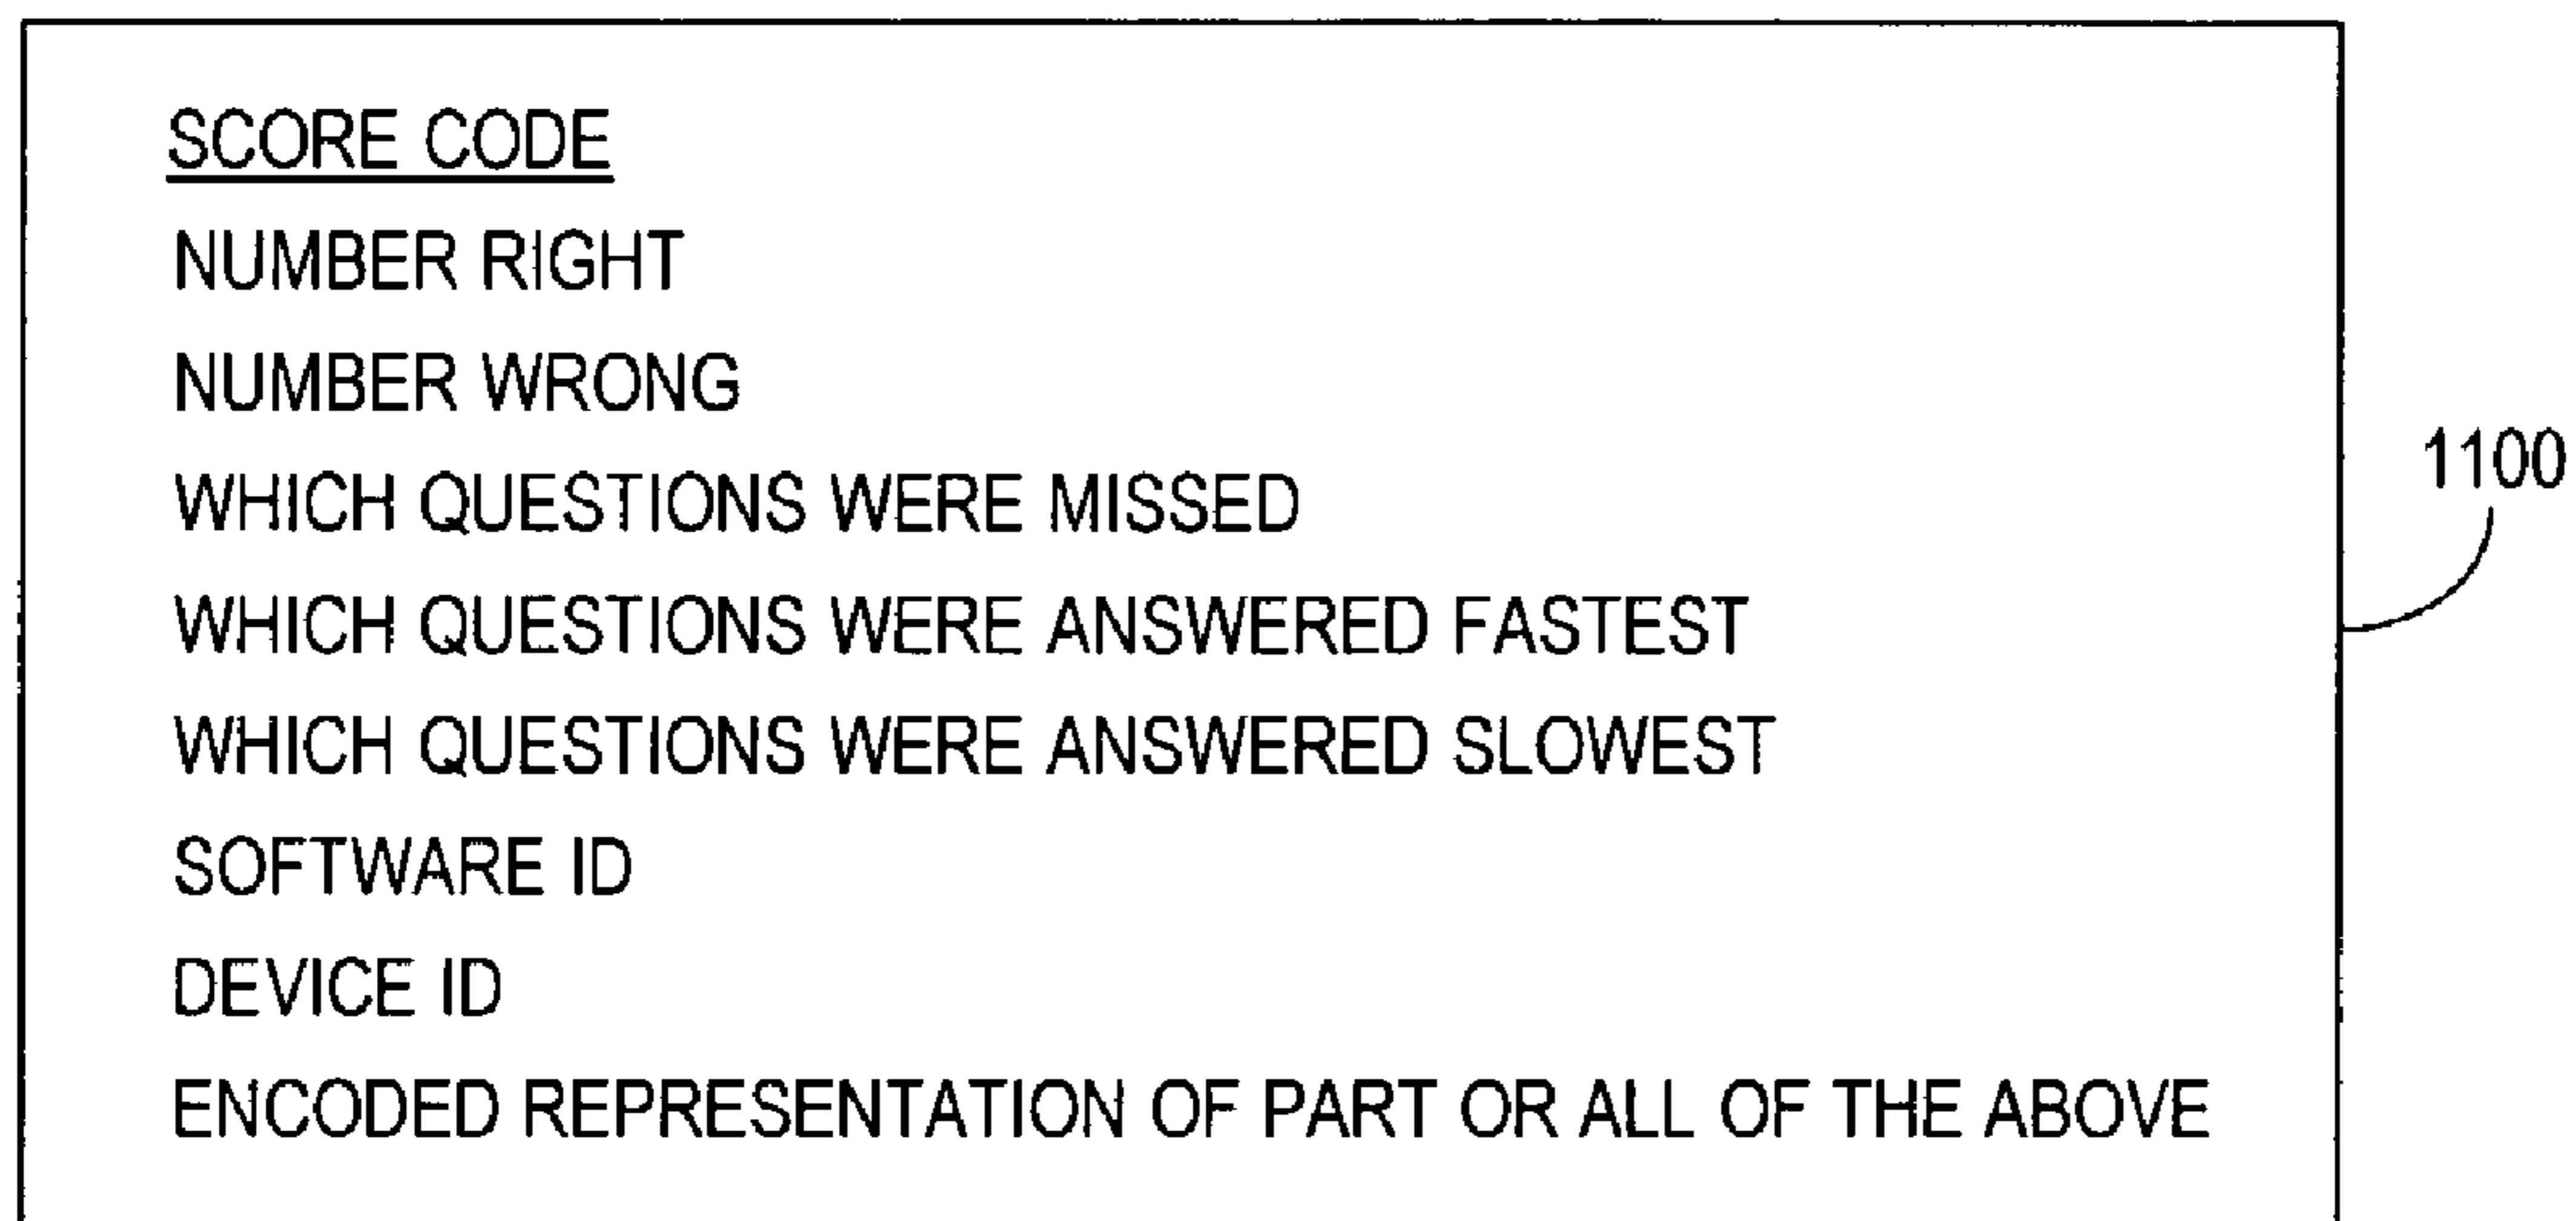 SCORE CODE
NUMBER RIGHT
NUMBER WRONG
WHICH QUESTIONS WERE MISSED
WHICH QUESTIONS WERE ANSWERED FASTEST
WHICH QUESTIONS WERE ANSWERED SLOWEST
SOFTWARE ID
DEVICE ID
ENCODED REPRESENTATION OF PART OR ALL OF THE ABOVE
1100